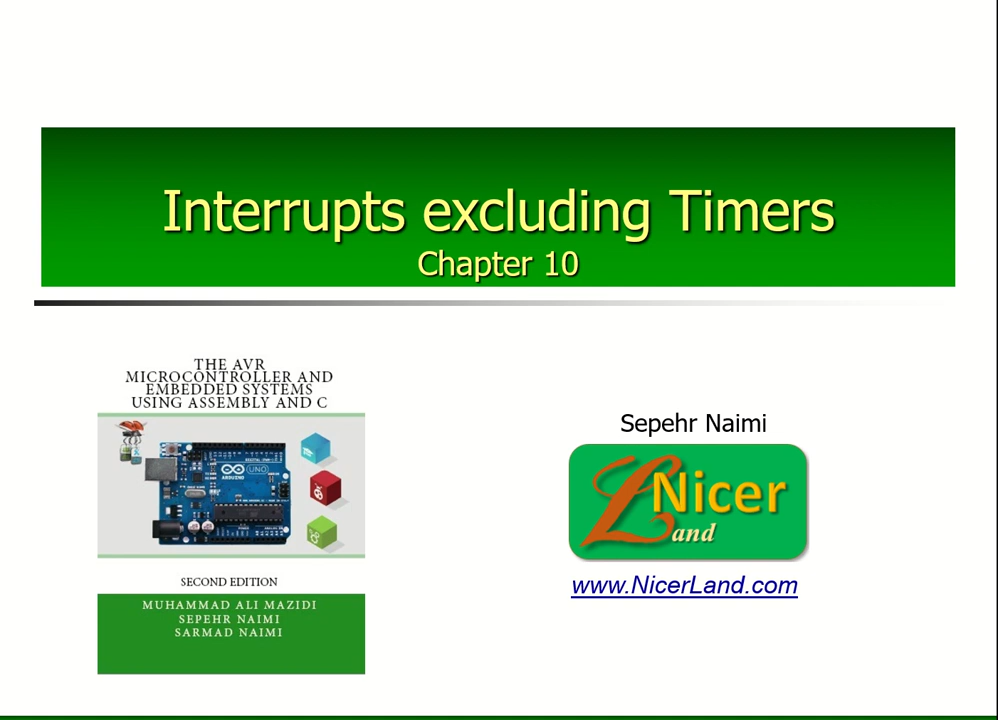 Interrupts excluding Timers
Chapter 10
THE AVR
MICROCONTROLLER AND
EMBEDDED SYSTEMS
USING ASSEMBLY AND C
UNO
ARDUINO
SECOND EDITION
MUHAMMAD ALI MAZIDI
SEPEHR NAIMI
SARMAD NAIMI
Sepehr Naimi
Nicer
Land
www.NicerLand.com